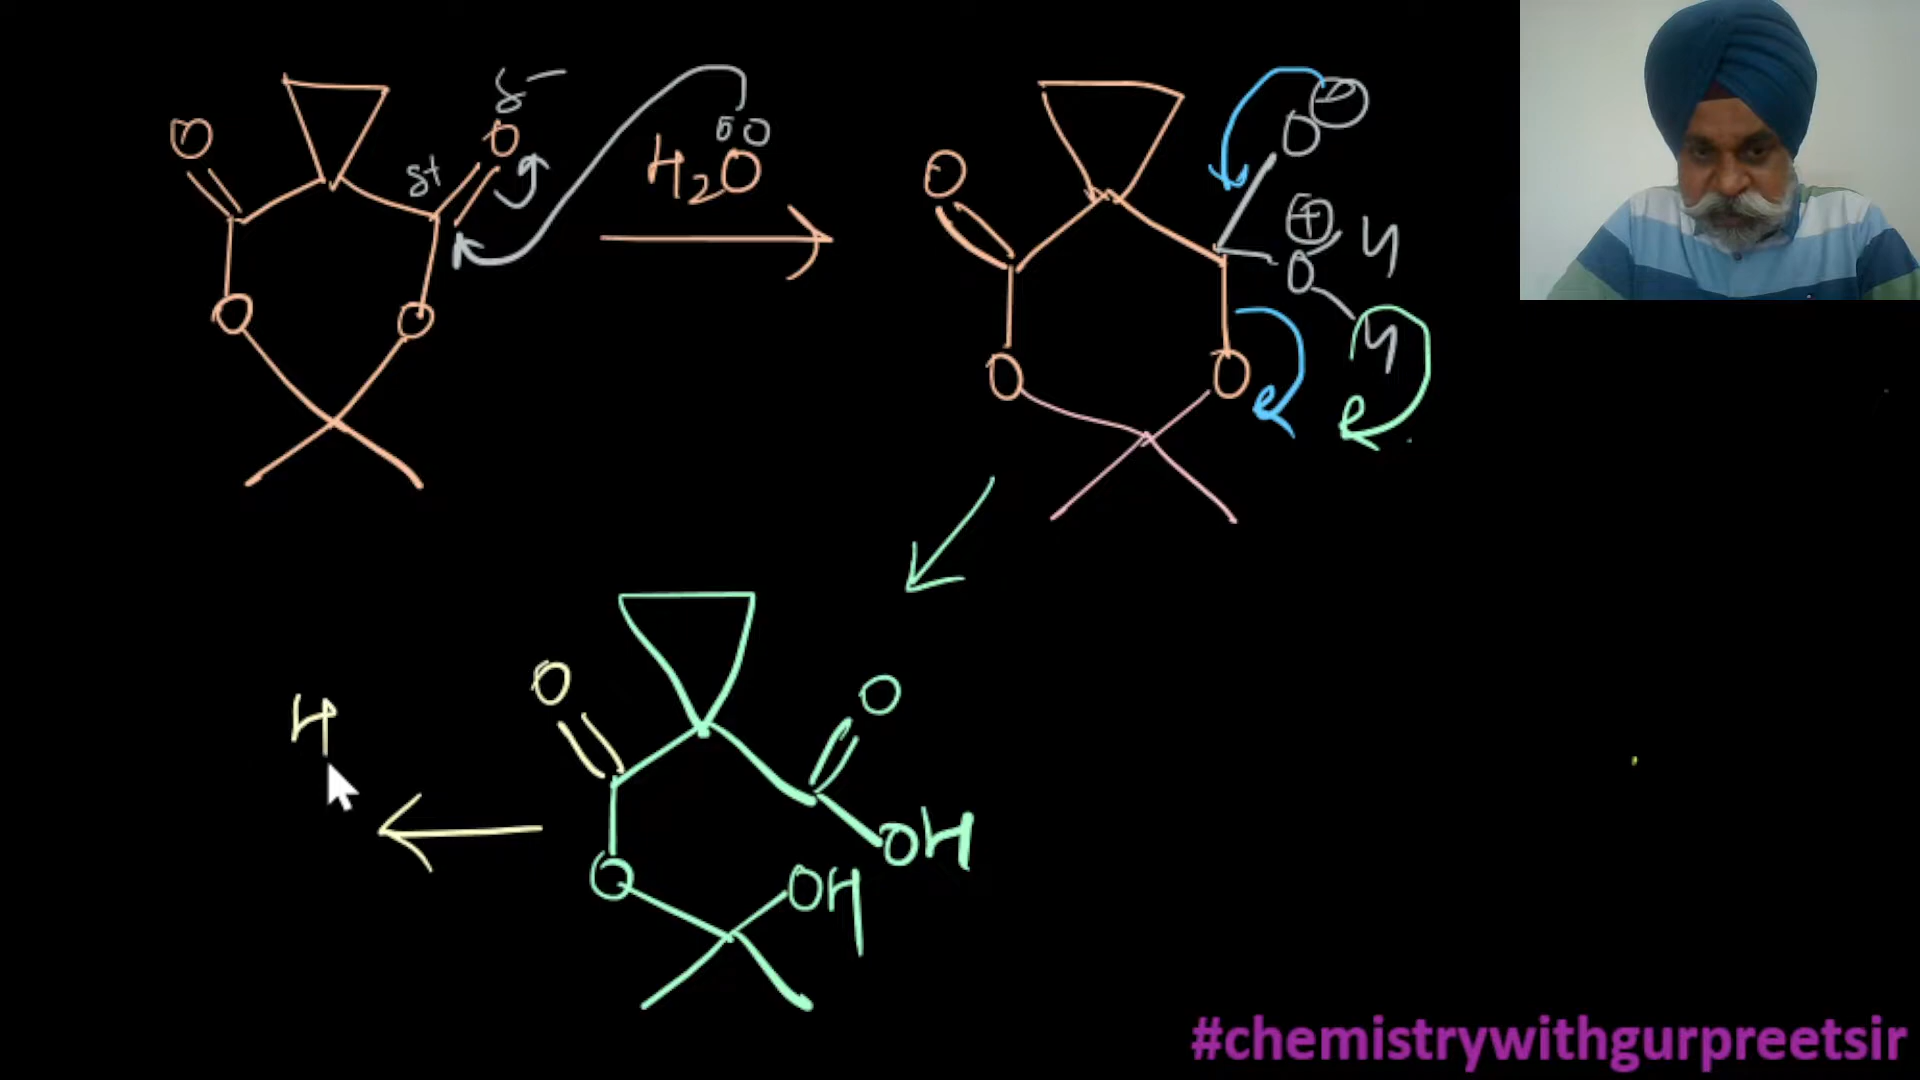 O
δ+
O
δ−
H₂O
O
O
O
O⊖
⊕
O
H
H
O
O
O
O
OH
O
OH
H
#chemistrywithgurpreetsir